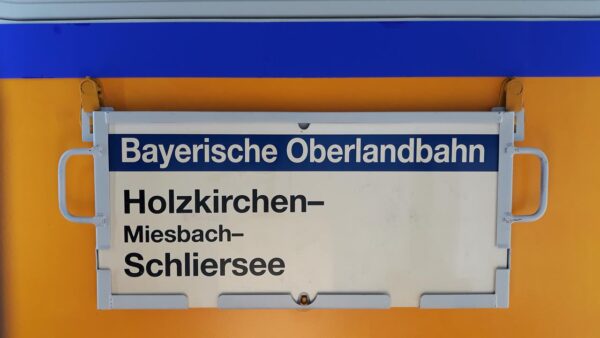 Bayerische Oberlandbahn
Holzkirchen–
Miesbach–
Schliersee